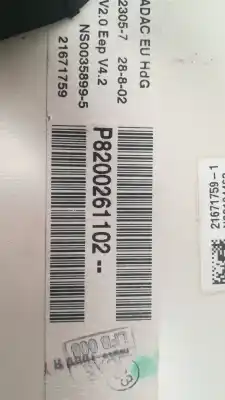 ADAC EU HdG
2305-7 28-8-02
V2.0 Eep V4.2
NS0035899-5
21671759
P8200261102--
21671759-1